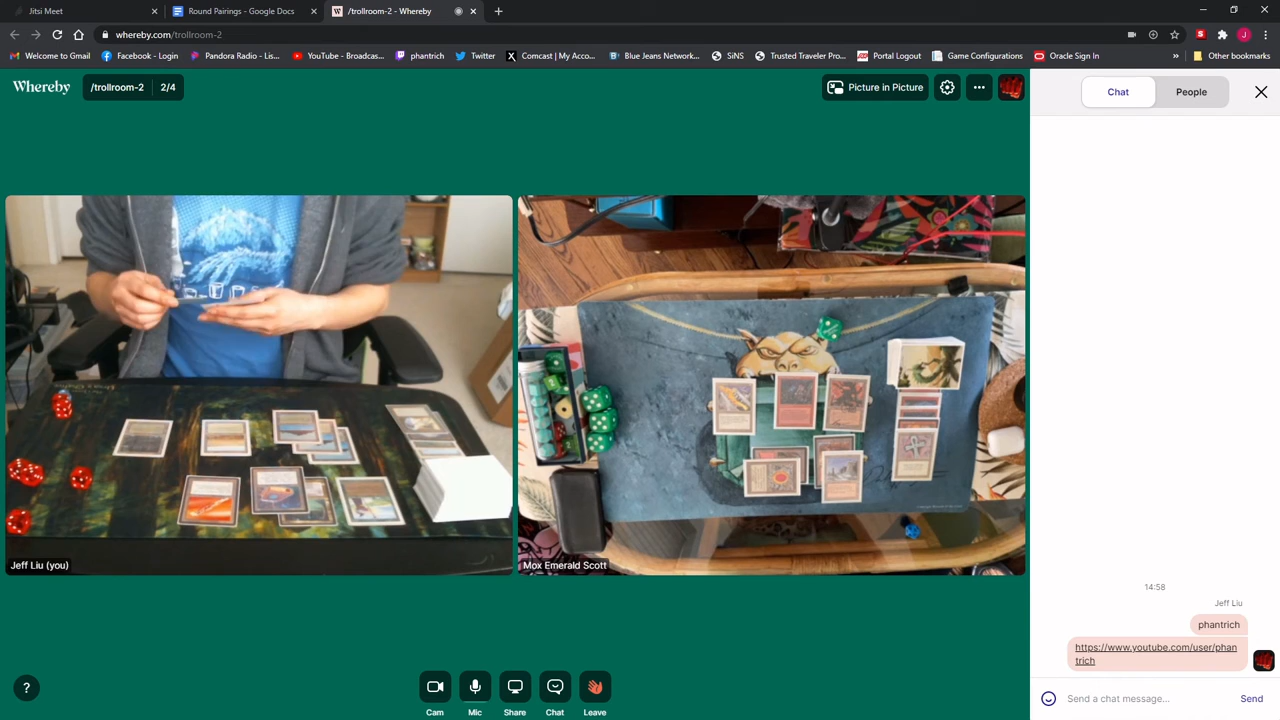 Jitsi Meet
Round Pairings - Google Docs
/trollroom-2 - Whereby
whereby.com/trollroom-2
Welcome to Gmail
Facebook - Login
Pandora Radio - Lis...
YouTube - Broadcas...
phantrich
Twitter
Comcast | My Acco...
Blue Jeans Network...
SiNS
Trusted Traveler Pro...
Portal Logout
Game Configurations
Oracle Sign In
»
Other bookmarks
Whereby
/trollroom-2
2/4
Picture in Picture
Chat
People
Jeff Liu (you)
Mox Emerald Scott
14:58
Jeff Liu
phantrich
https://www.youtube.com/user/phan
trich
?
Cam
Mic
Share
Chat
Leave
Send a chat message...
Send